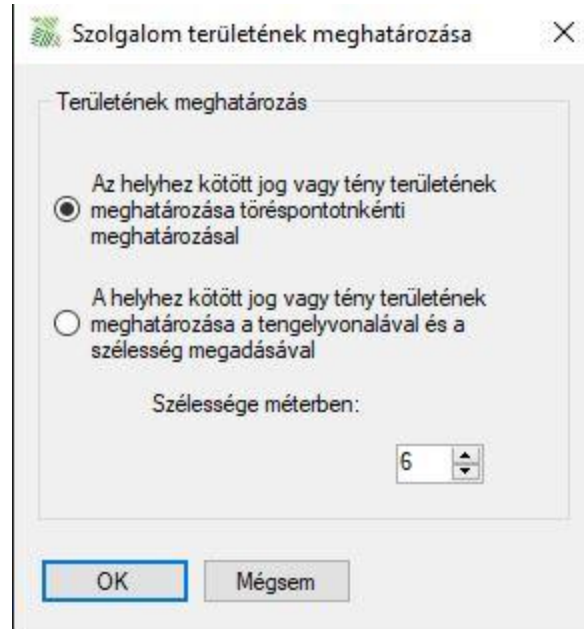 Szolgalom területének meghatározása
Területének meghatározás
Az helyhez kötött jog vagy tény területének
meghatározása töréspontotnkénti
meghatározásal
A helyhez kötött jog vagy tény területének
meghatározása a tengelyvonalával és a
szélesség megadásával
Szélessége méterben:
6
OK Mégsem